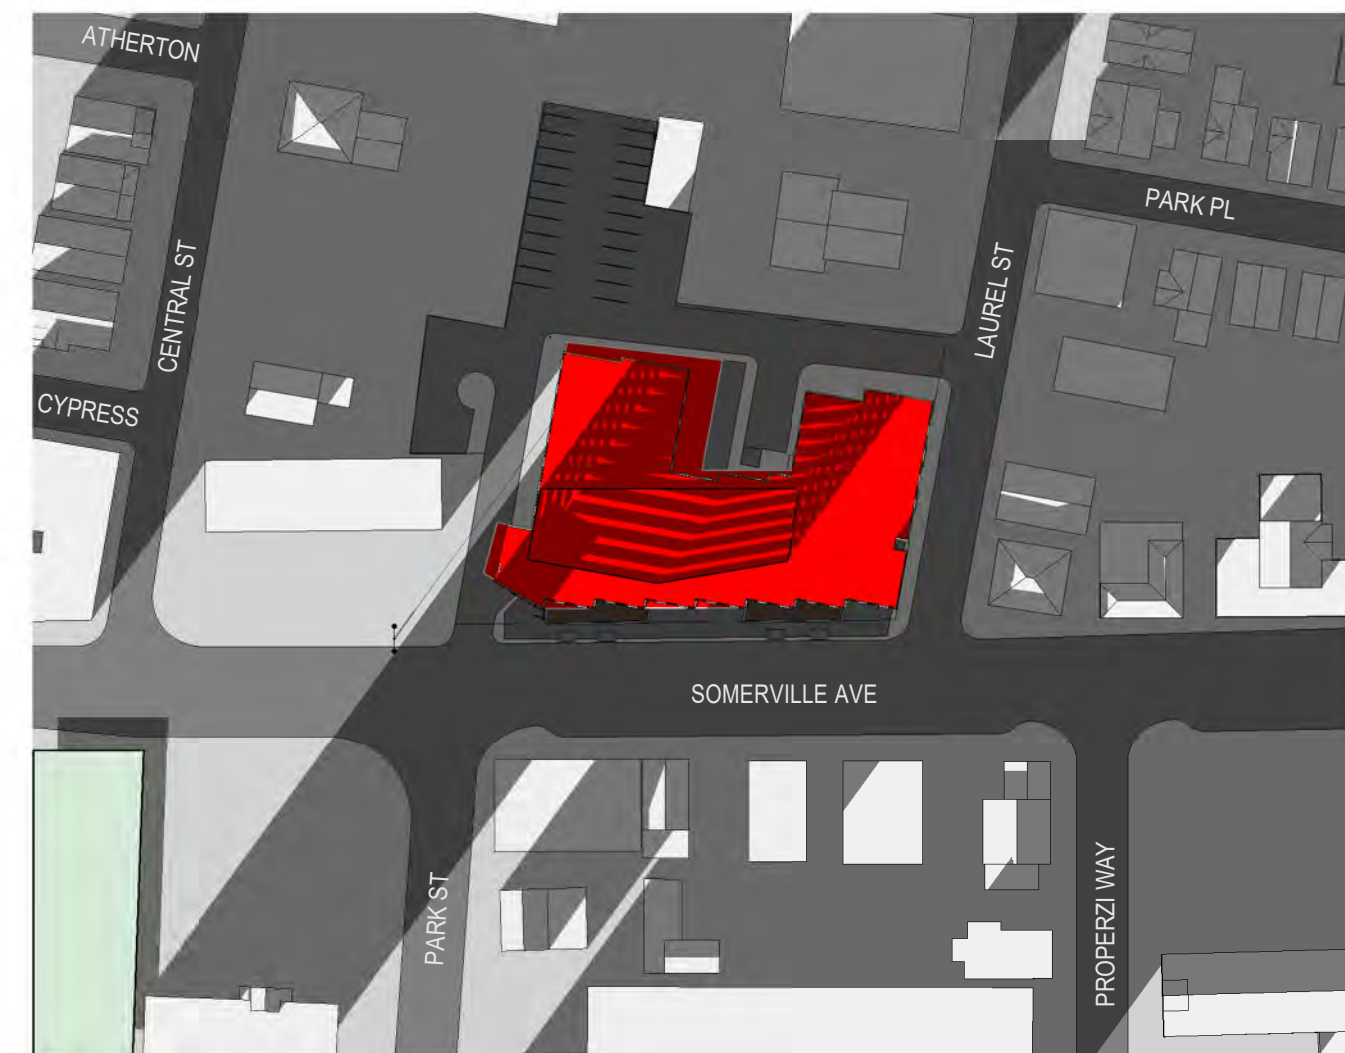 ATHERTON
PARK PL
CENTRAL ST
LAUREL ST
CYPRESS
SOMERVILLE AVE
PARK ST
PROPERZI WAY